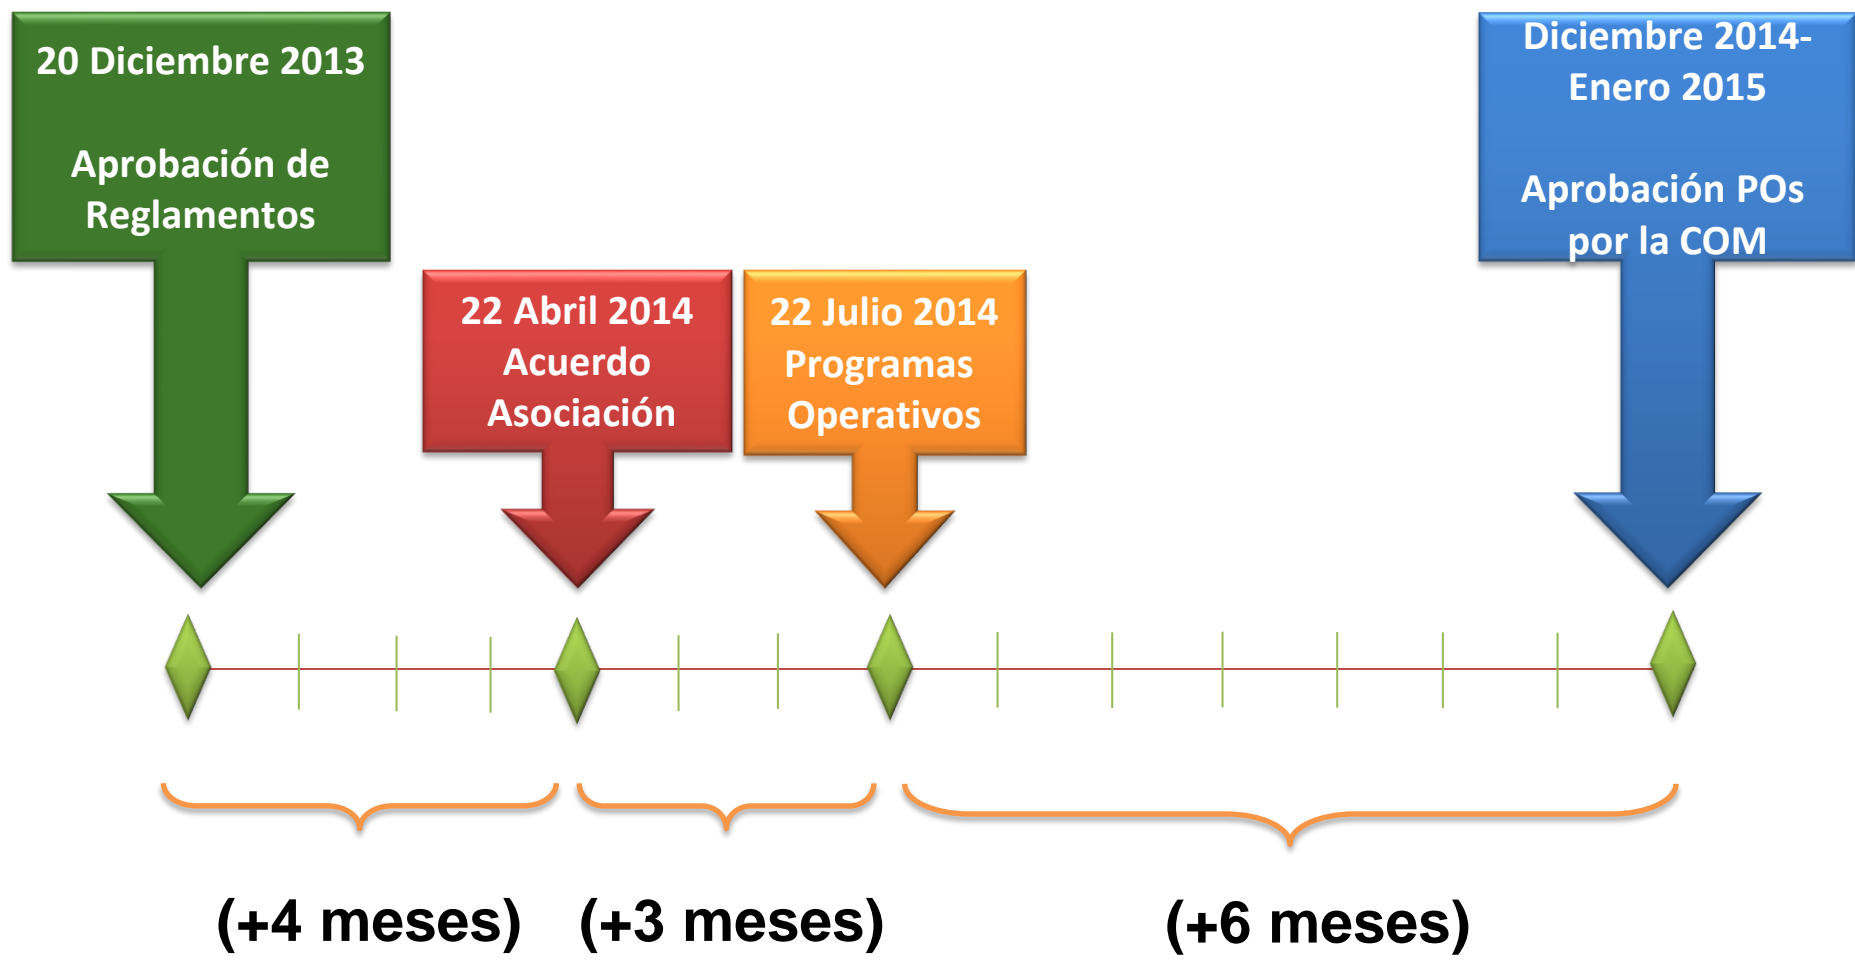 20 Diciembre 2013
Aprobación de
Reglamentos
22 Abril 2014
Acuerdo
Asociación
22 Julio 2014
Programas
Operativos
Diciembre 2014-
Enero 2015
Aprobación POs
por la COM
(+4 meses)
(+3 meses)
(+6 meses)